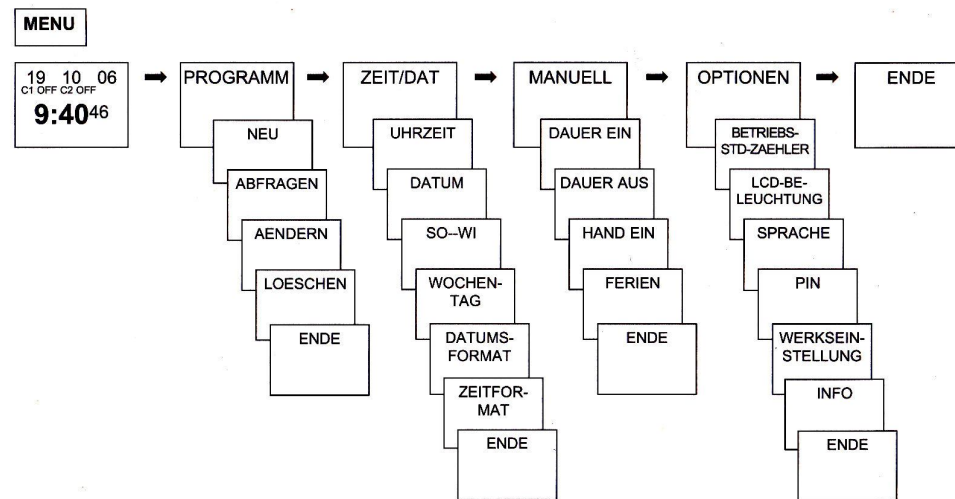 MENU
19 10 06
C1 OFF C2 OFF
9:40 46
PROGRAMM
NEU
ABFRAGEN
AENDERN
LOESCHEN
ENDE
ZEIT/DAT
UHRZEIT
DATUM
SO--WI
WOCHEN-
TAG
DATUMS-
FORMAT
ZEITFOR-
MAT
ENDE
MANUELL
DAUER EIN
DAUER AUS
HAND EIN
FERIEN
ENDE
OPTIONEN
BETRIEBS-
STD-ZAEHLER
LCD-BE-
LEUCHTUNG
SPRACHE
PIN
WERKSEIN-
STELLUNG
INFO
ENDE
ENDE